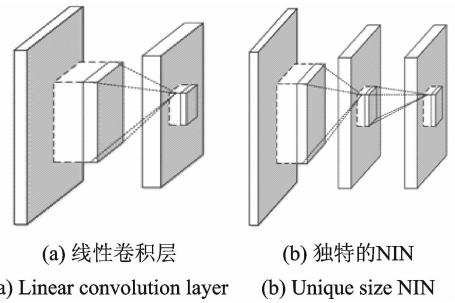 (a) 线性卷积层
(b) 独特的NIN
a) Linear convolution layer
(b) Unique size NIN